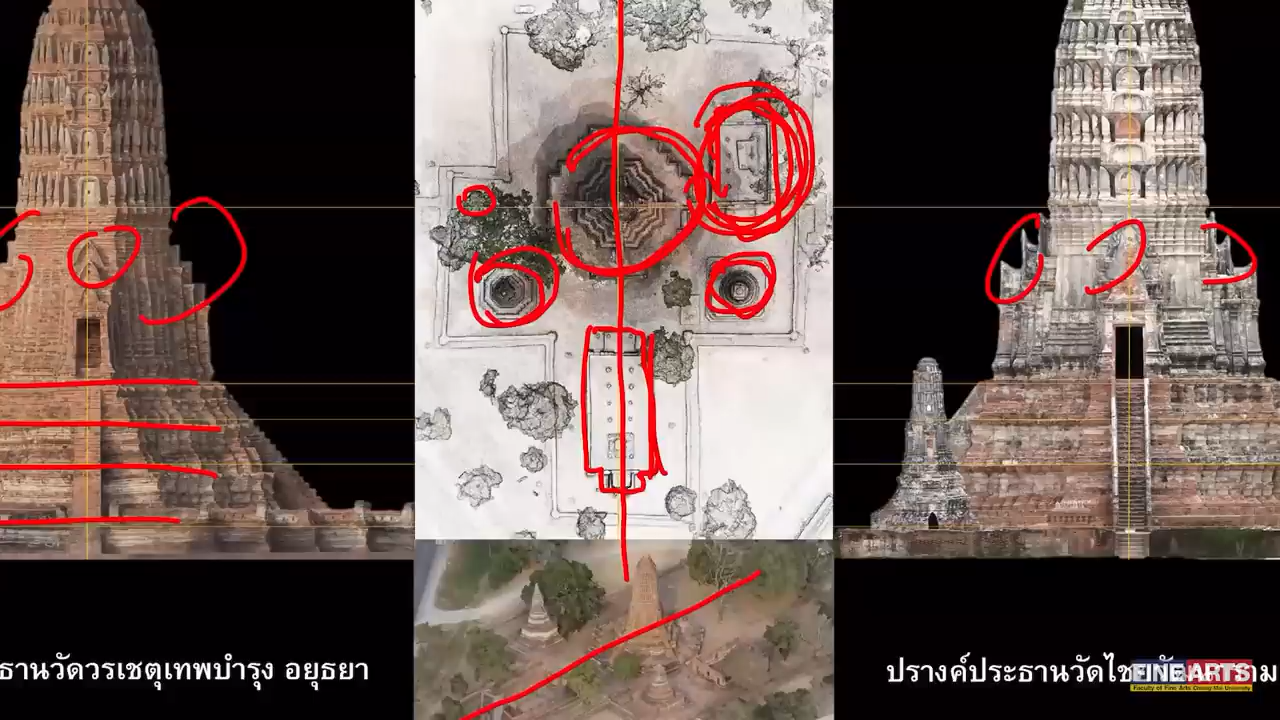 ธานวัดวรเชตุเทพบำรุง อยุธยา
ปรางค์ประธานวัดไชย
FINE ARTS
Faculty of Fine Arts Chiang Mai University